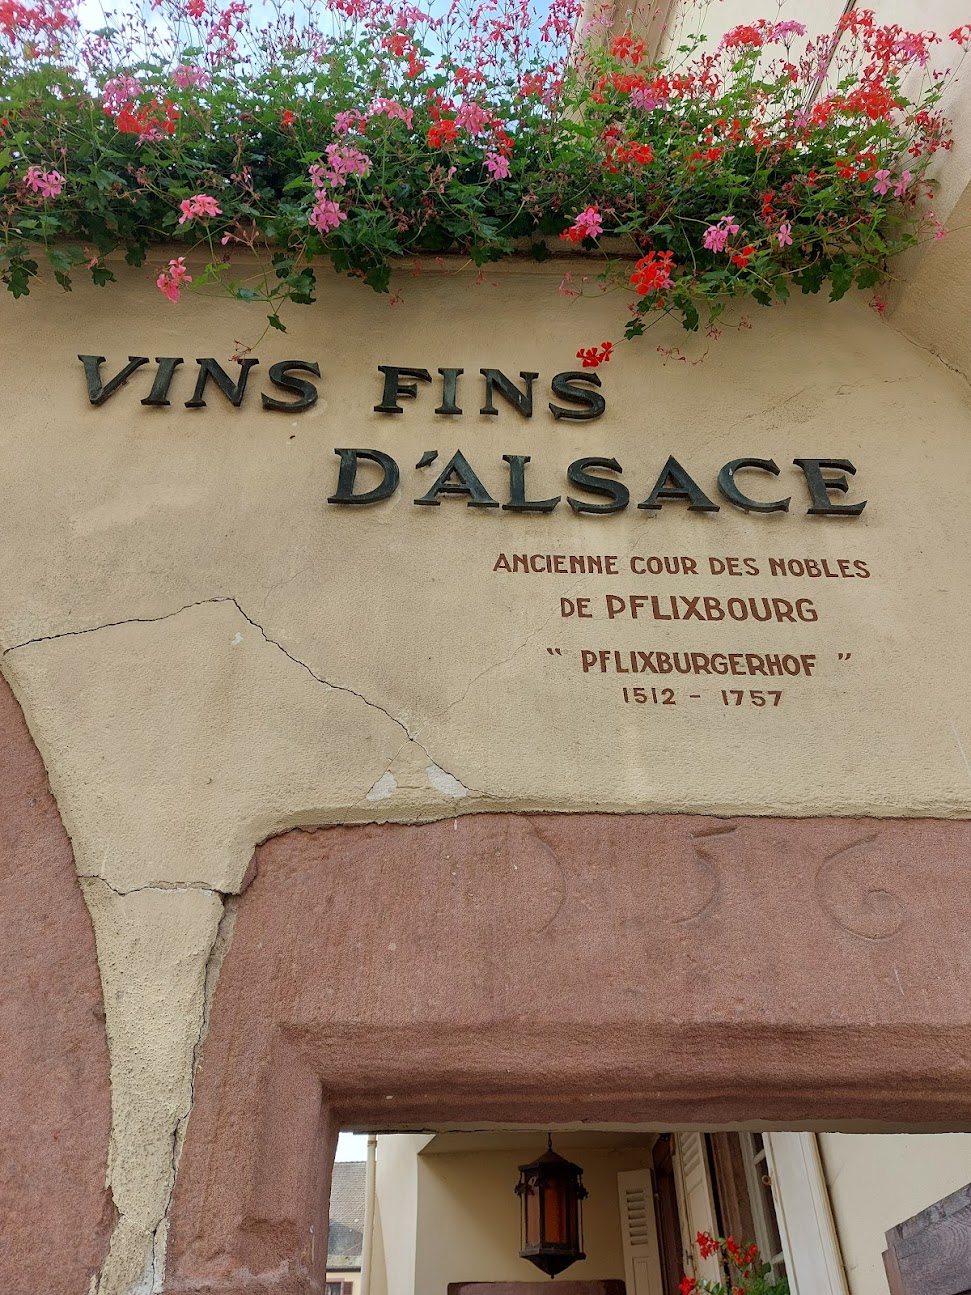 VINS FINS
D'ALSACE
ANCIENNE COUR DES NOBLES
DE PFLIXBOURG
" PFLIXBURGERHOF "
1512 - 1757